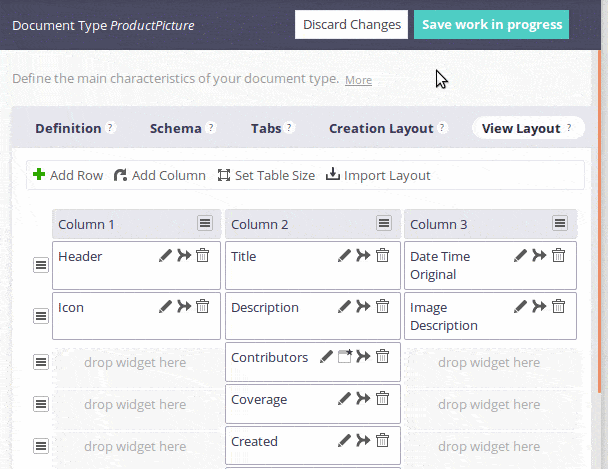 Document Type ProductPicture
Discard Changes
Save work in progress
Define the main characteristics of your document type. More
Definition ?
Schema ?
Tabs ?
Creation Layout ?
View Layout ?
Add Row
Add Column
Set Table Size
Import Layout
Column 1
Column 2
Column 3
Header
Title
Date Time
Original
Icon
Description
Image
Description
drop widget here
Contributors
drop widget here
drop widget here
Coverage
drop widget here
drop widget here
Created
drop widget here